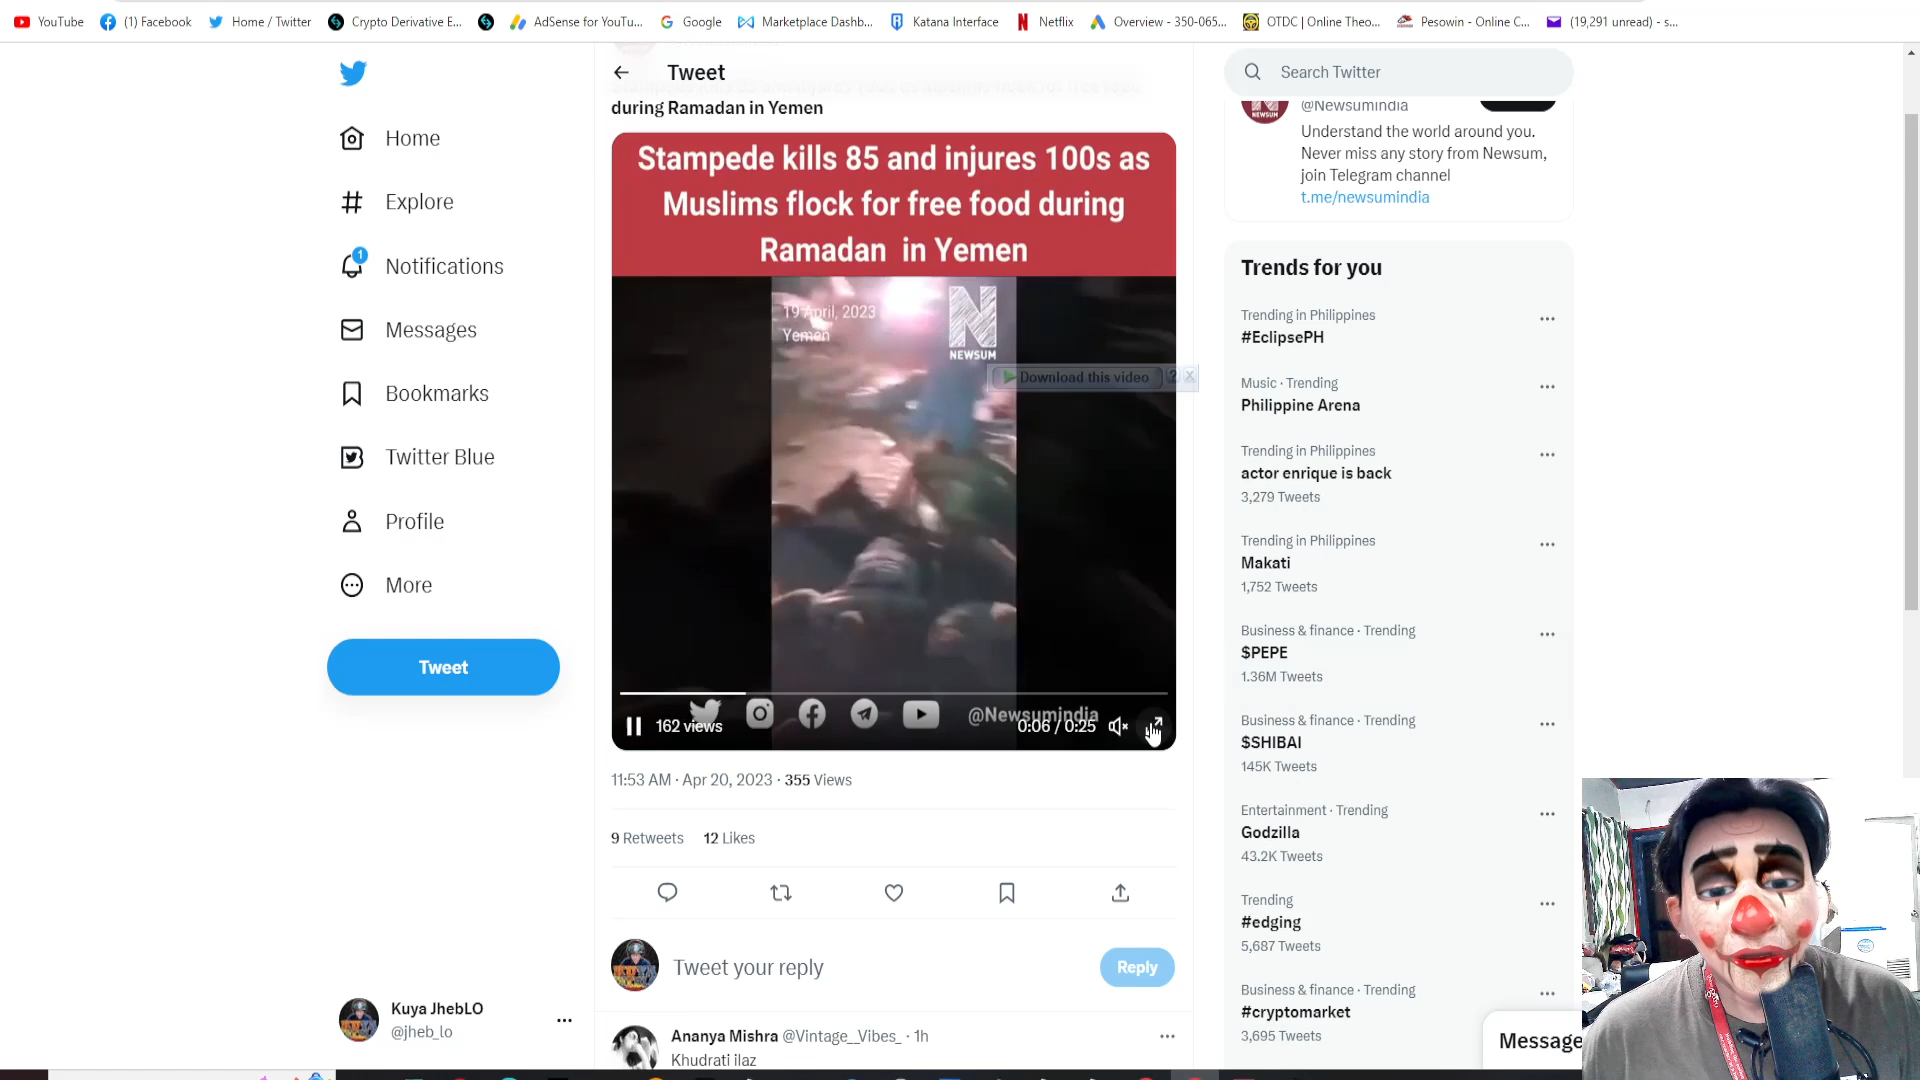 YouTube
(1) Facebook
Home / Twitter
Crypto Derivative E...
AdSense for YouTu...
Google
Marketplace Dashb...
Katana Interface
Netflix
Overview - 350-065...
OTDC | Online Theo...
Pesowin - Online C...
(19,291 unread) - s...
Home
Explore
1
Notifications
Messages
Bookmarks
Twitter Blue
Profile
More
Tweet
Kuya JhebLO
@jheb_lo
Tweet
during Ramadan in Yemen
Stampede kills 85 and injures 100s as
Muslims flock for free food during
Ramadan in Yemen
19 April, 2023
Yemen
N
NEWSUM
Download this video
?
@Newsumindia
162 views
0:06 / 0:25
11:53 AM · Apr 20, 2023 · 355 Views
9 Retweets 12 Likes
Tweet your reply
Reply
Ananya Mishra @Vintage__Vibes_ · 1h
Khudrati ilaz
Search Twitter
NEWSUM
@Newsumindia
Understand the world around you.
Never miss any story from Newsum,
join Telegram channel
t.me/newsumindia
Trends for you
Trending in Philippines
#EclipsePH
Music · Trending
Philippine Arena
Trending in Philippines
actor enrique is back
3,279 Tweets
Trending in Philippines
Makati
1,752 Tweets
Business & finance · Trending
$PEPE
1.36M Tweets
Business & finance · Trending
$SHIBAI
145K Tweets
Entertainment · Trending
Godzilla
43.2K Tweets
Trending
#edging
5,687 Tweets
Business & finance · Trending
#cryptomarket
3,695 Tweets
Message